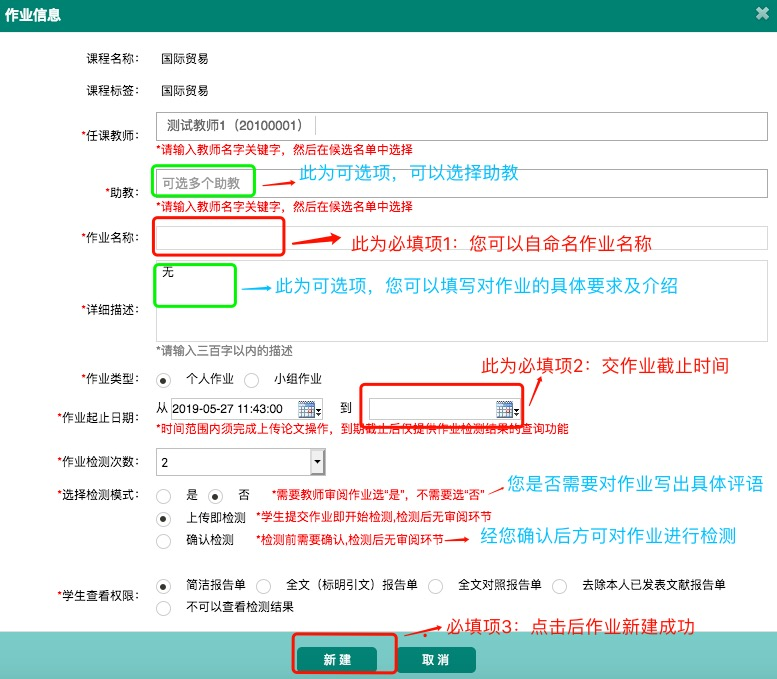 作业信息
课程名称： 国际贸易
课程标签： 国际贸易
*任课教师： 测试教师1（20100001）
*请输入教师名字关键字，然后在候选名单中选择
*助教： 可选多个助教 此为可选项，可以选择助教
*请输入教师名字关键字，然后在候选名单中选择
*作业名称： 此为必填项1：您可以自命名作业名称
无
此为可选项，您可以填写对作业的具体要求及介绍
*详细描述：
*请输入三百字以内的描述
此为必填项2：交作业截止时间
*作业类型： 个人作业 小组作业
*作业起止日期： 从 2019-05-27 11:43:00 到
*时间范围内须完成上传论文操作，到期截止后仅提供作业检测结果的查询功能
*作业检测次数： 2
您是否需要对作业写出具体评语
*选择检测模式： 是 否 *需要教师审阅作业选“是”，不需要选“否”
上传即检测 *学生提交作业即开始检测,检测后无审阅环节
确认检测 *检测前需要确认,检测后无审阅环节 经您确认后方可对作业进行检测
*学生查看权限： 简洁报告单 全文（标明引文）报告单 全文对照报告单 去除本人已发表文献报告单
不可以查看检测结果
必填项3：点击后作业新建成功
新 建 取 消